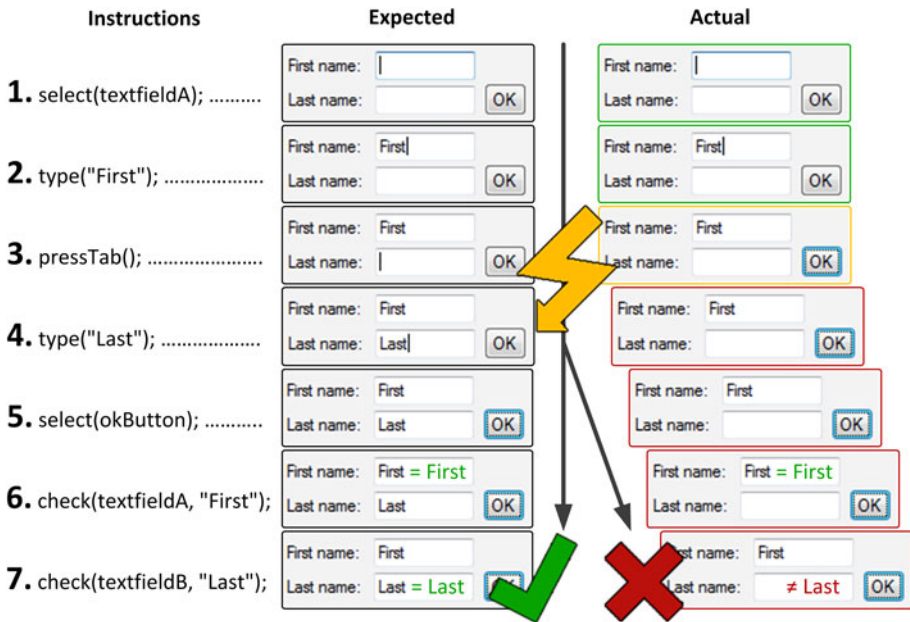 Instructions Expected Actual
First name: First name:
1. select(textfieldA); ..........
Last name: OK Last name: OK
First name: First First name: First
2. type("First"); ....................
Last name: OK Last name: OK
First name: First First name: First
3. pressTab(); .......................
Last name: OK Last name: OK
First name: First First name: First
4. type("Last"); ....................
Last name: Last OK Last name: OK
First name: First First name: First
5. select(okButton); ...........
Last name: Last OK Last name: OK
First name: First = First First name: First = First
6. check(textfieldA, "First");
Last name: Last OK Last name: OK
First name: First name: First
7. check(textfieldB, "Last");
Last name: Last = Last OK Last name: ≠ Last OK